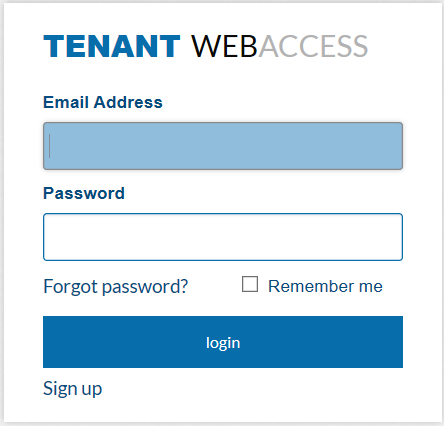 TENANT WEBACCESS
Email Address
Password
Forgot password? Remember me
login
Sign up